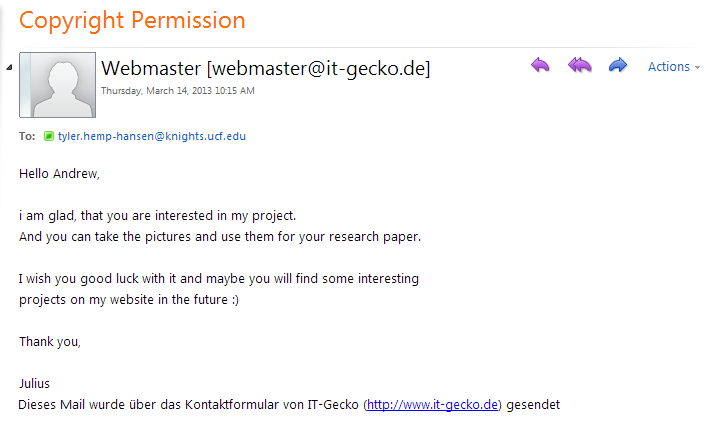 Copyright Permission
Webmaster [webmaster@it-gecko.de]
Actions
Thursday, March 14, 2013 10:15 AM
To: tyler.hemp-hansen@knights.ucf.edu
Hello Andrew,
i am glad, that you are interested in my project.
And you can take the pictures and use them for your research paper.
I wish you good luck with it and maybe you will find some interesting
projects on my website in the future :)
Thank you,
Julius
Dieses Mail wurde über das Kontaktformular von IT-Gecko (http://www.it-gecko.de) gesendet